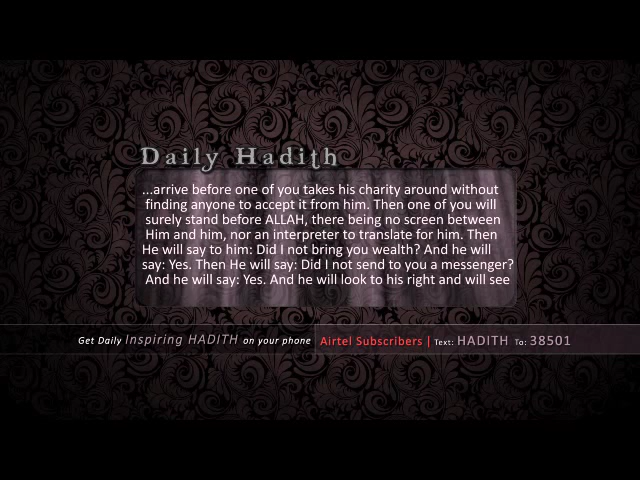 Daily Hadith
...arrive before one of you takes his charity around without
finding anyone to accept it from him. Then one of you will
surely stand before ALLAH, there being no screen between
Him and him, nor an interpreter to translate for him. Then
He will say to him: Did I not bring you wealth? And he will
say: Yes. Then He will say: Did I not send to you a messenger?
And he will say: Yes. And he will look to his right and will see
Get Daily Inspiring HADITH on your phone Airtel Subscribers | Text: HADITH To: 38501